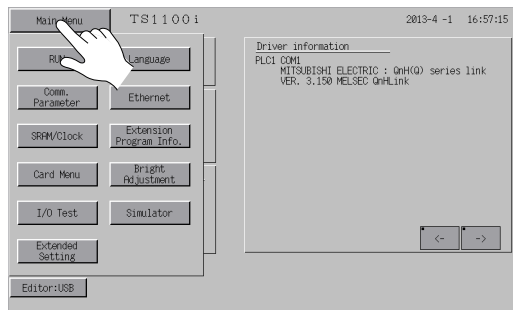 Main Menu
TS1100i
2013-4 -1 16:57:15
RUN
Language
Comm.
Parameter
Ethernet
SRAM/Clock
Extension
Program Info.
Card Menu
Bright
Adjustment
I/O Test
Simulator
Extended
Setting
Editor:USB
Driver information
PLC1 COM1
MITSUBISHI ELECTRIC : QnH(Q) series link
VER. 3.150 MELSEC QnHLink
<-
->